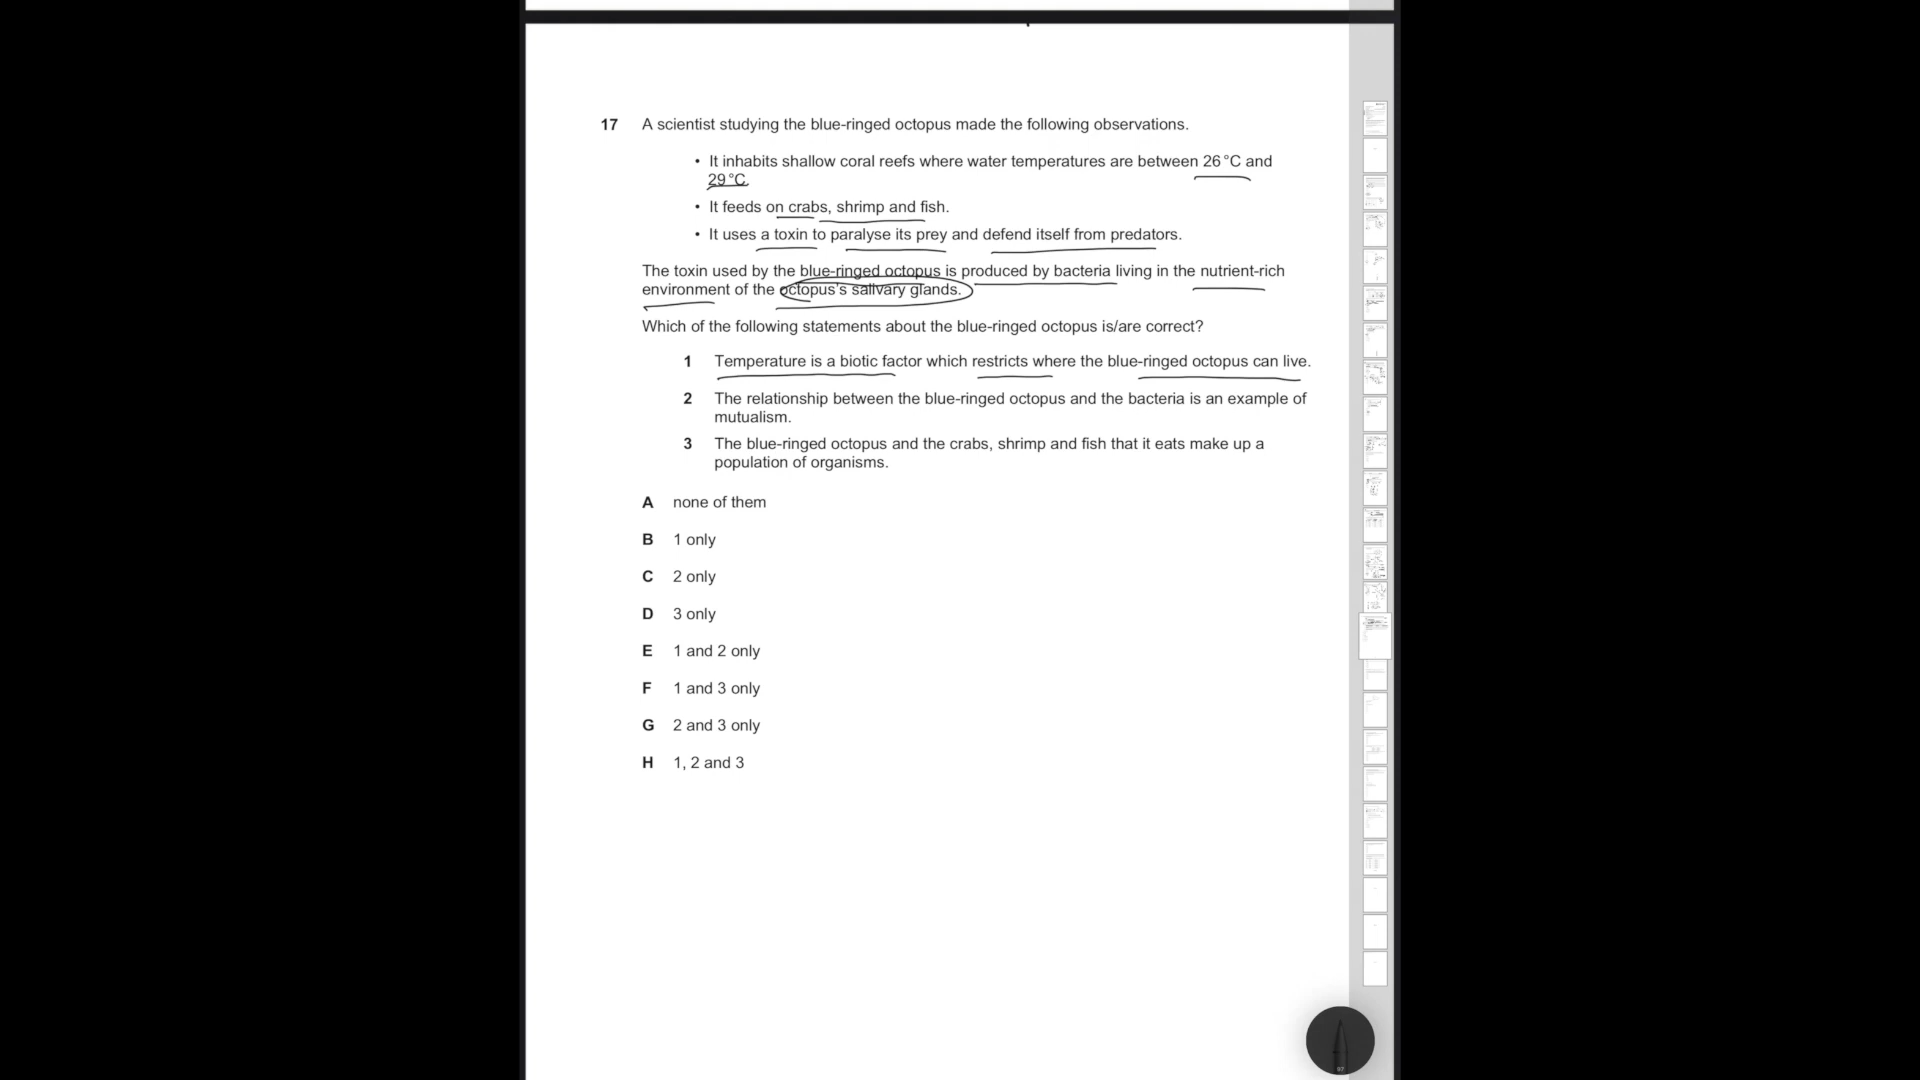 17 A scientist studying the blue-ringed octopus made the following observations.
• It inhabits shallow coral reefs where water temperatures are between 26 °C and
29 °C.
• It feeds on crabs, shrimp and fish.
• It uses a toxin to paralyse its prey and defend itself from predators.
The toxin used by the blue-ringed octopus is produced by bacteria living in the nutrient-rich
environment of the octopus's salivary glands.
Which of the following statements about the blue-ringed octopus is/are correct?
1 Temperature is a biotic factor which restricts where the blue-ringed octopus can live.
2 The relationship between the blue-ringed octopus and the bacteria is an example of
mutualism.
3 The blue-ringed octopus and the crabs, shrimp and fish that it eats make up a
population of organisms.
A none of them
B 1 only
C 2 only
D 3 only
E 1 and 2 only
F 1 and 3 only
G 2 and 3 only
H 1, 2 and 3
97